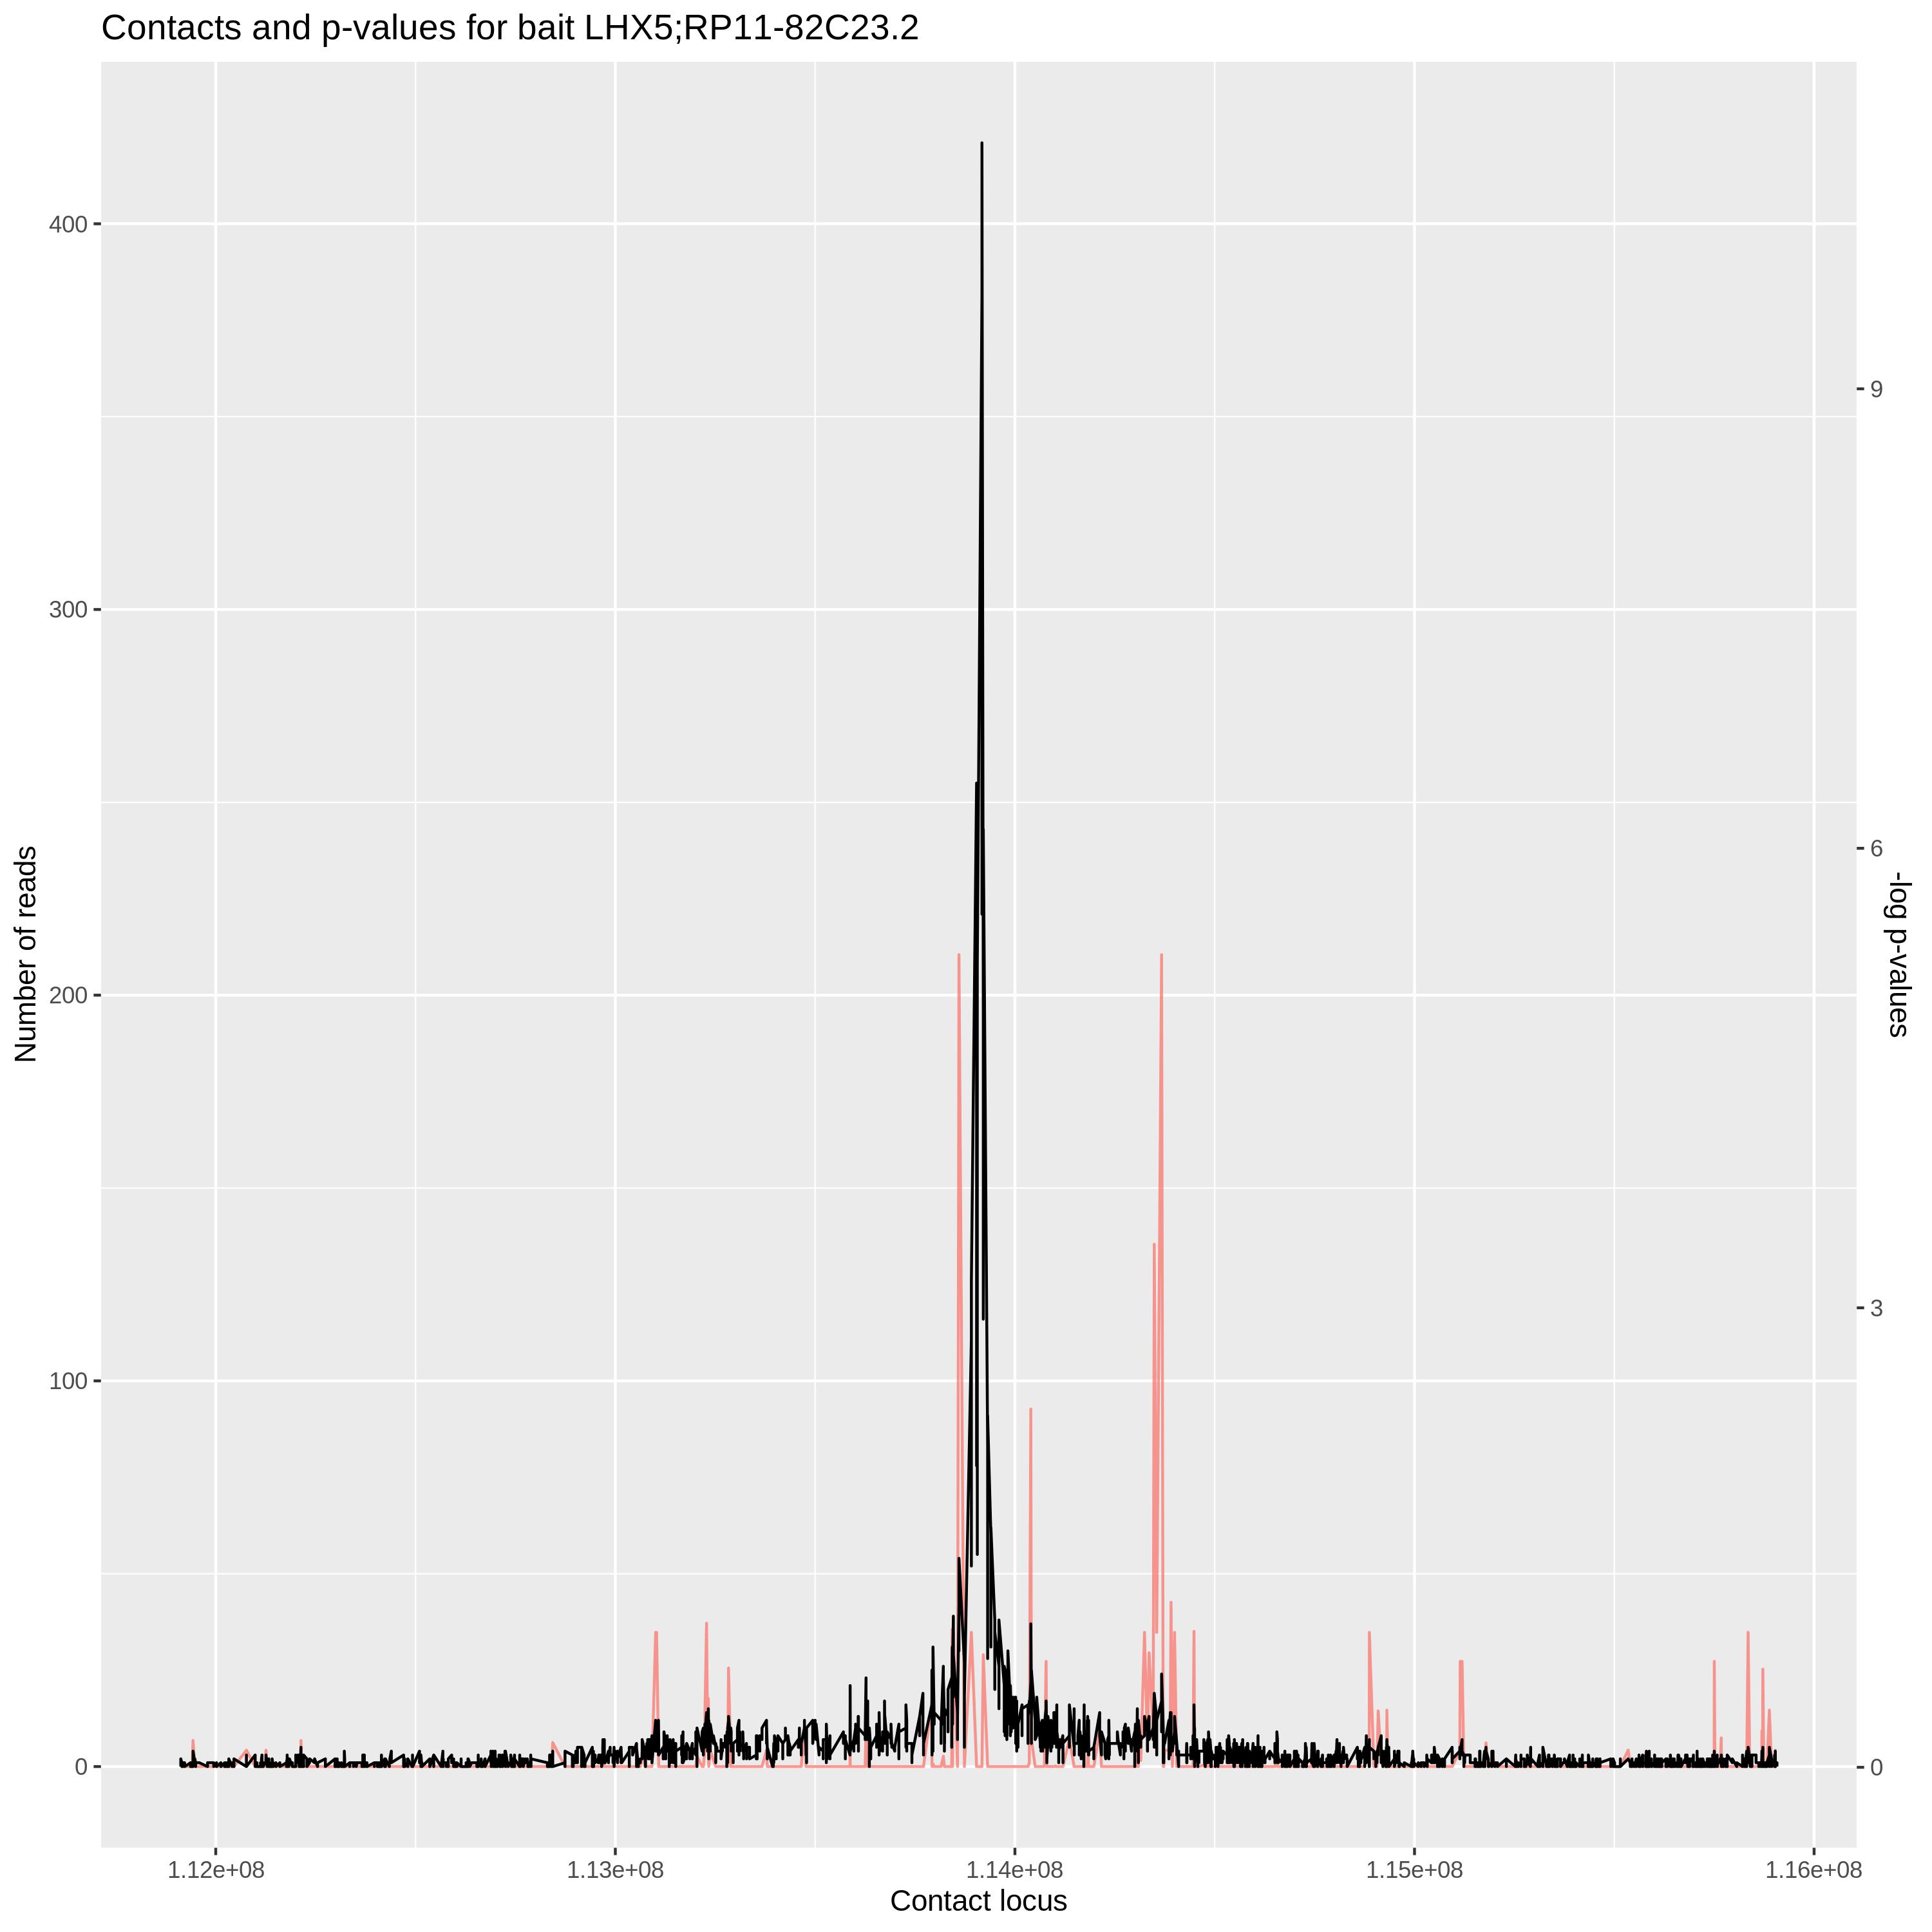 Contacts and p-values for bait LHX5;RP11-82C23.2
400
300
200
100
0
9
6
3
0
Number of reads
-log p-values
1.12e+08
1.13e+08
1.14e+08
1.15e+08
1.16e+08
Contact locus